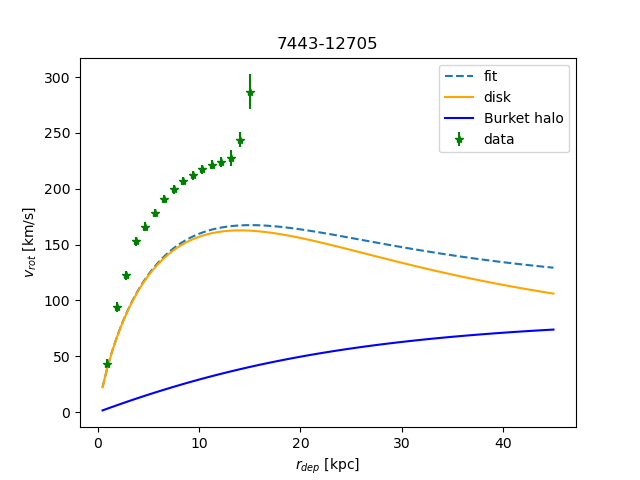 7443-12705
300
250
200
150
100
50
0
v_rot [km/s]
fit
disk
Burket halo
data
0 10 20 30 40
r_dep [kpc]